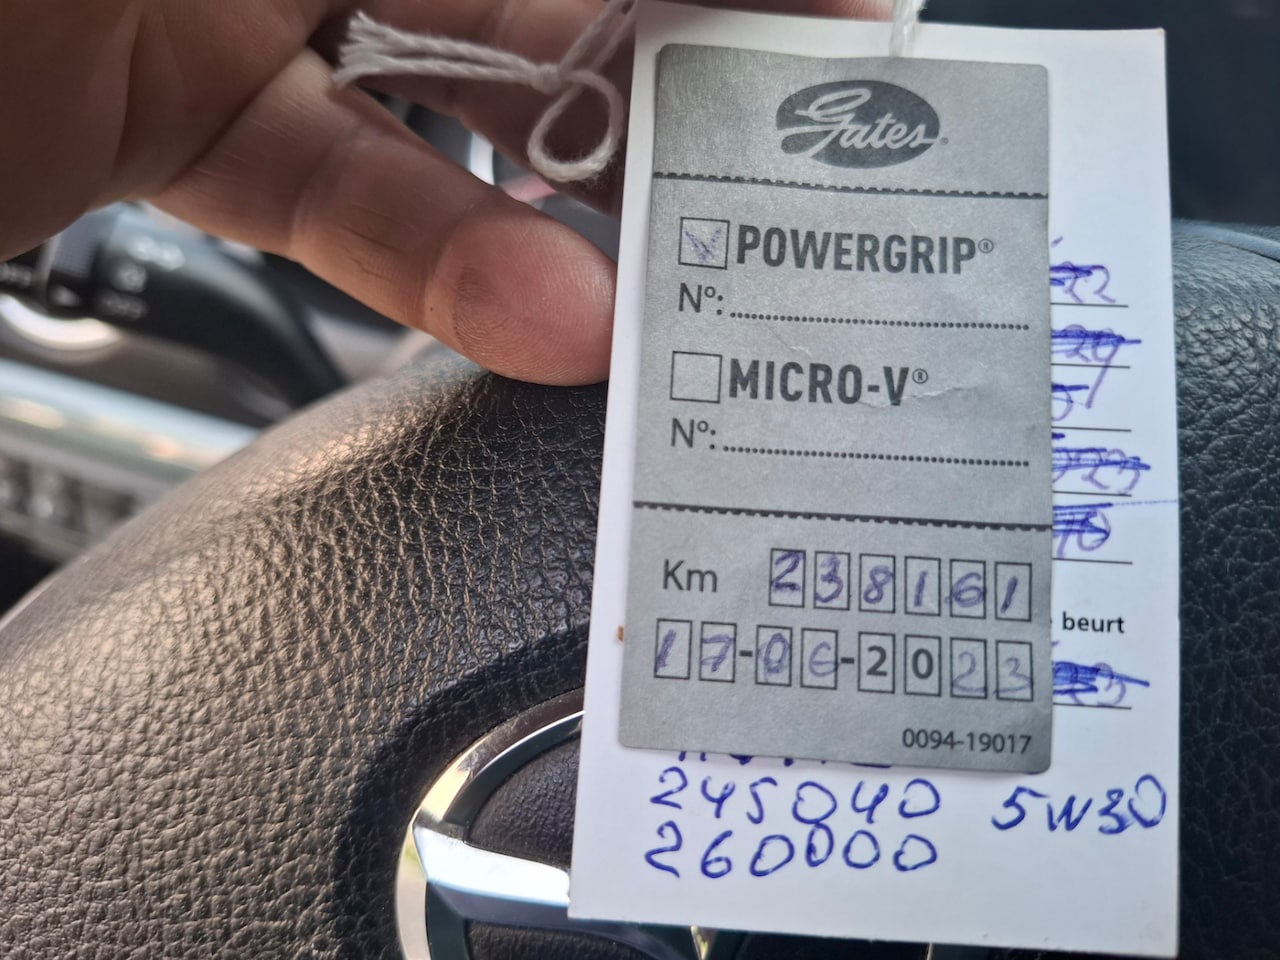 Gates
POWERGRIP®
Nº:
MICRO-V®
Nº:
Km 238161
17-06-2023
0094-19017
beurt
245040 5W30
260000